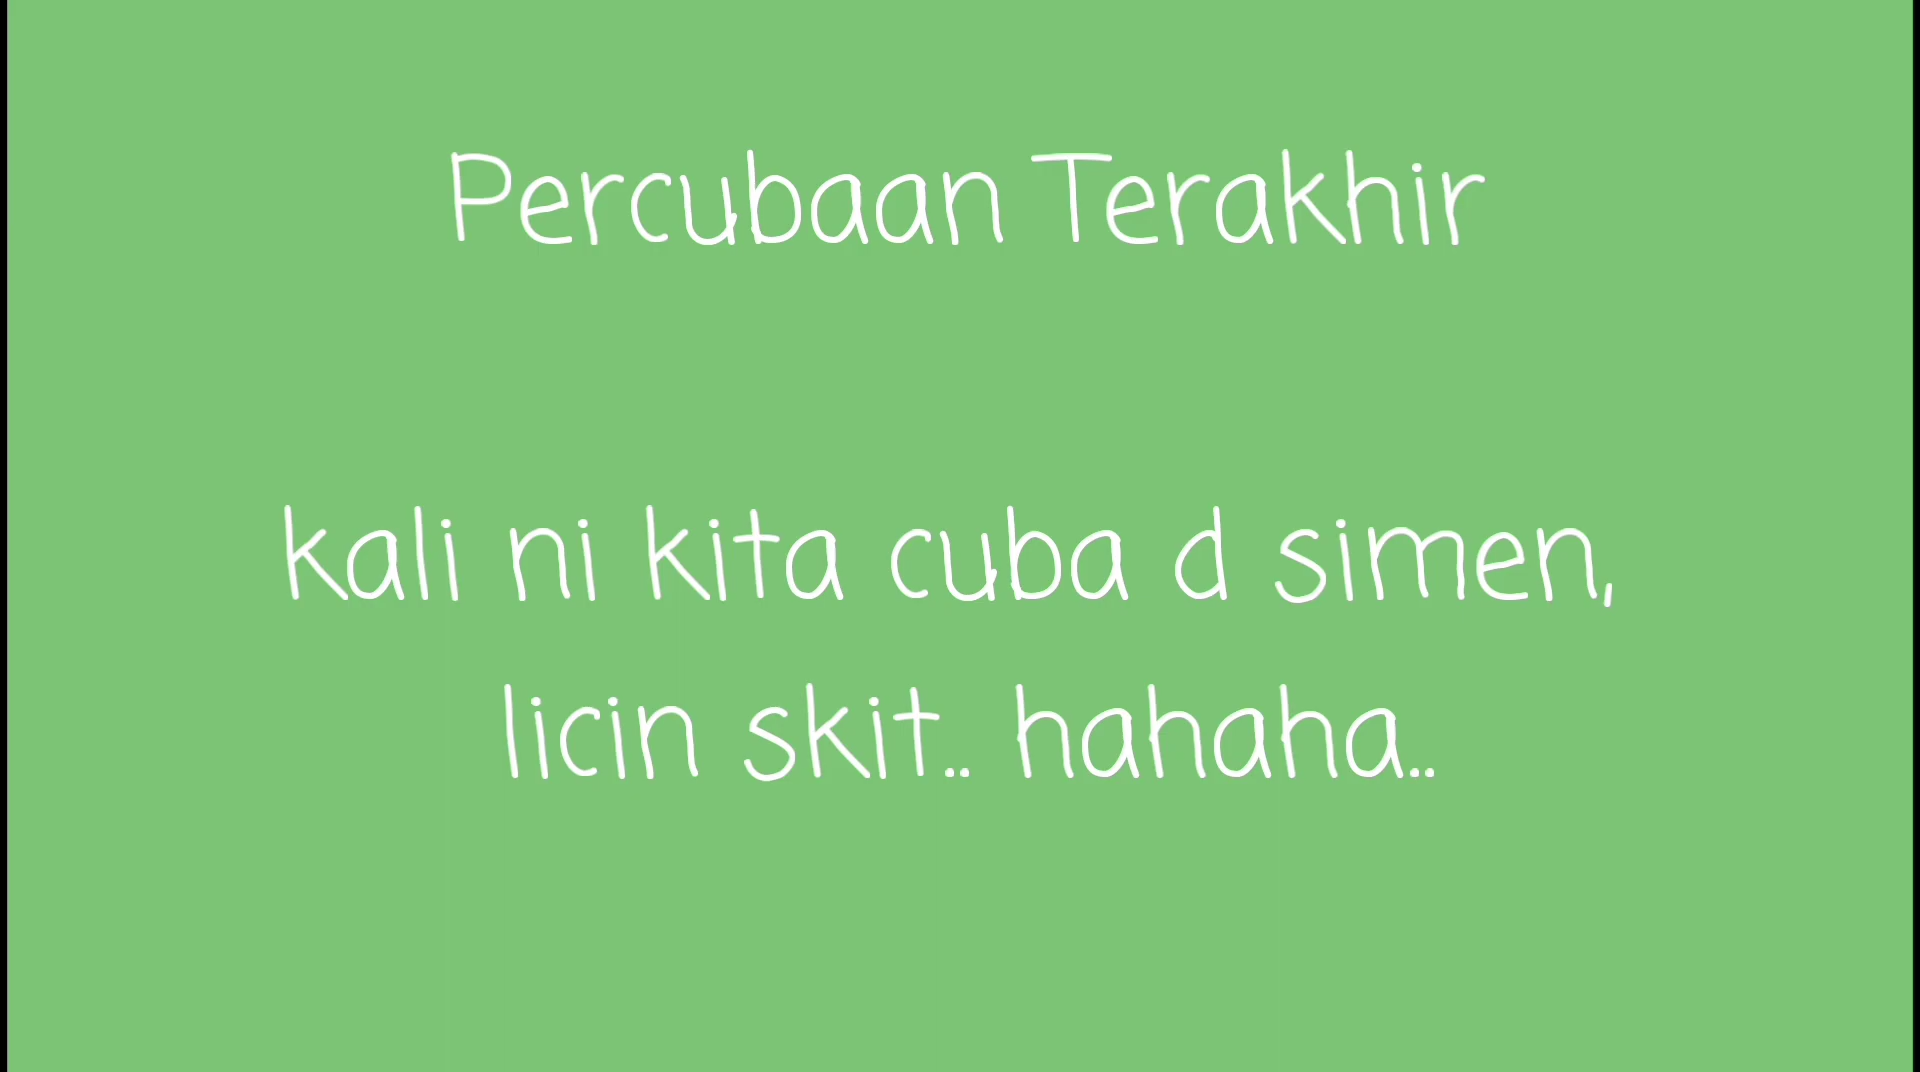 Percubaan Terakhir
kali ni kita cuba d simen,
licin skit.. hahaha..